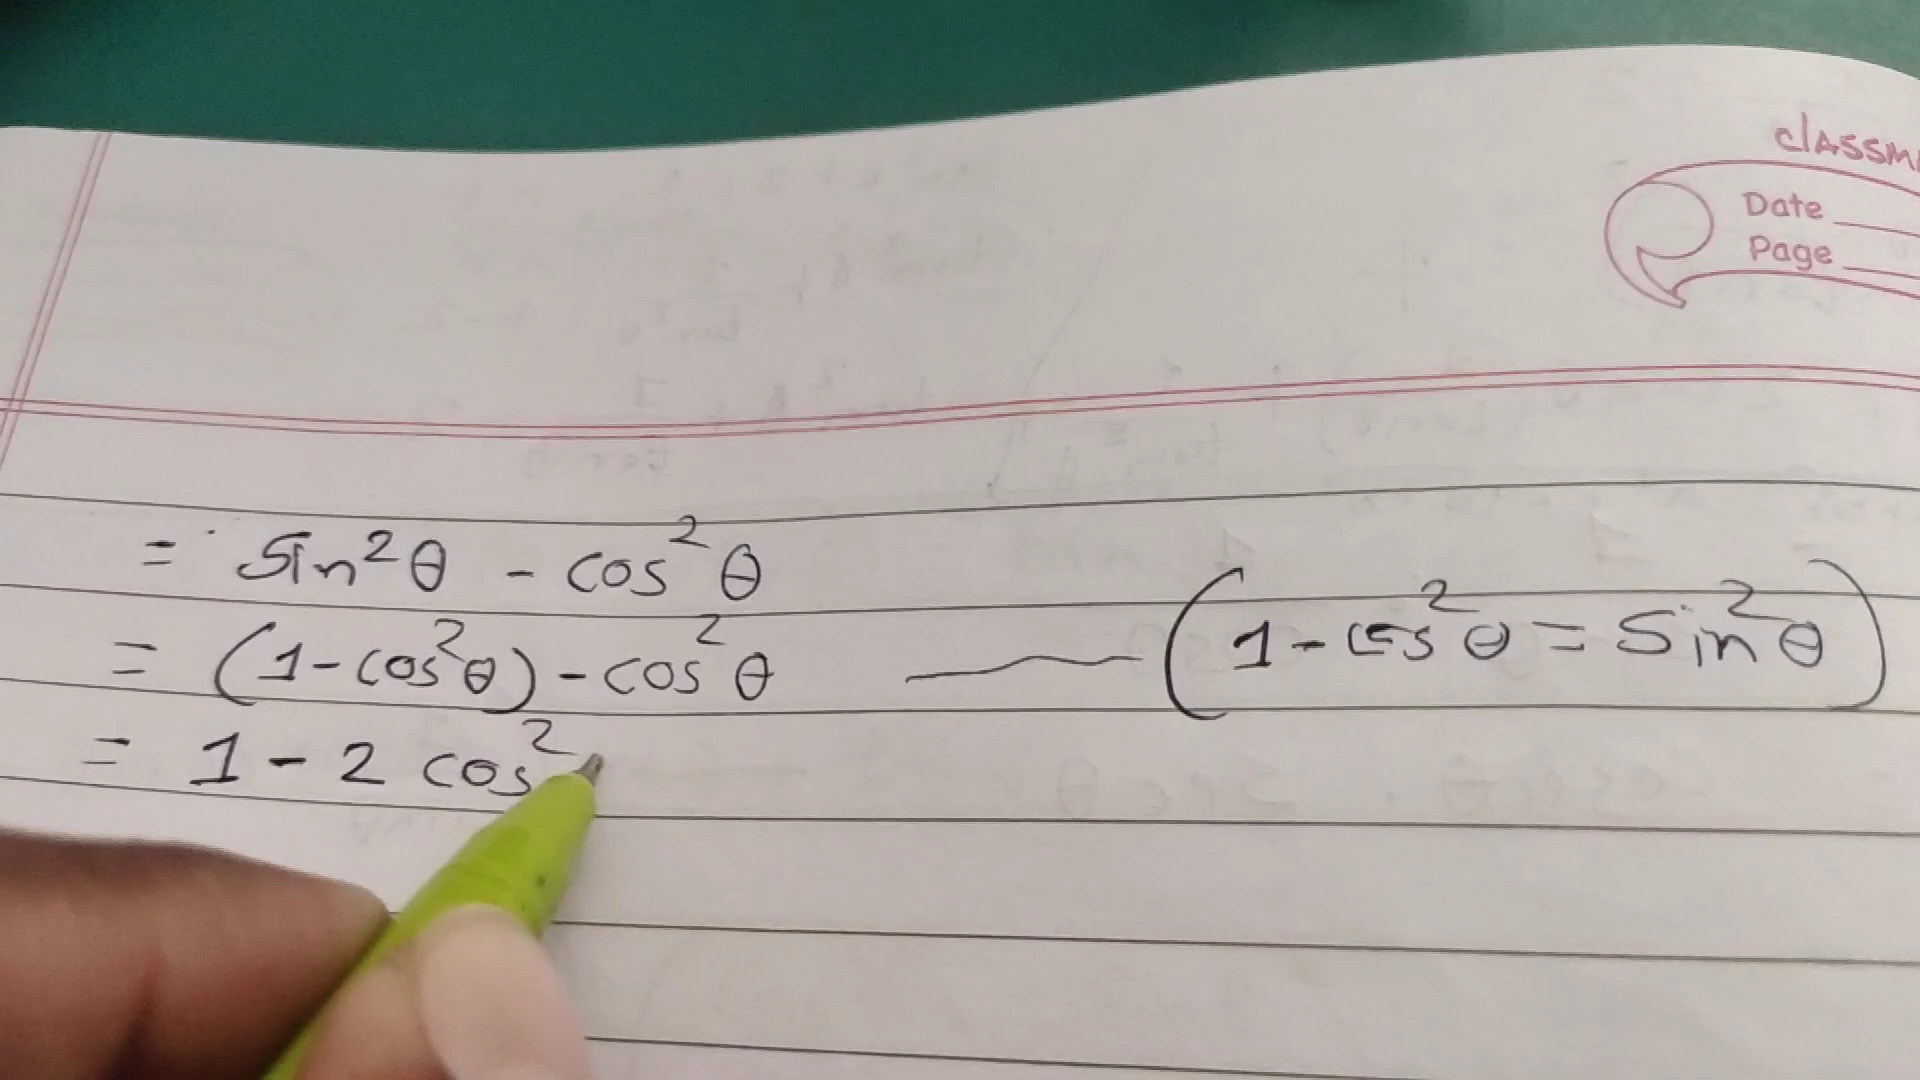 classm
Date
Page
= Sin²θ - cos²θ
= (1-cos²θ) - cos²θ (1-cos²θ = Sin²θ)
= 1 - 2 cos²